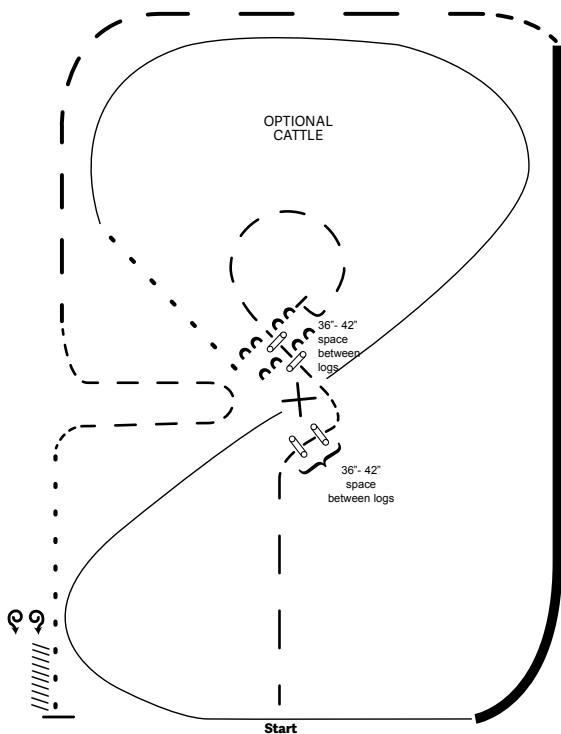 OPTIONAL
CATTLE
36"- 42"
space
between
logs
36"- 42"
space
between logs
Start